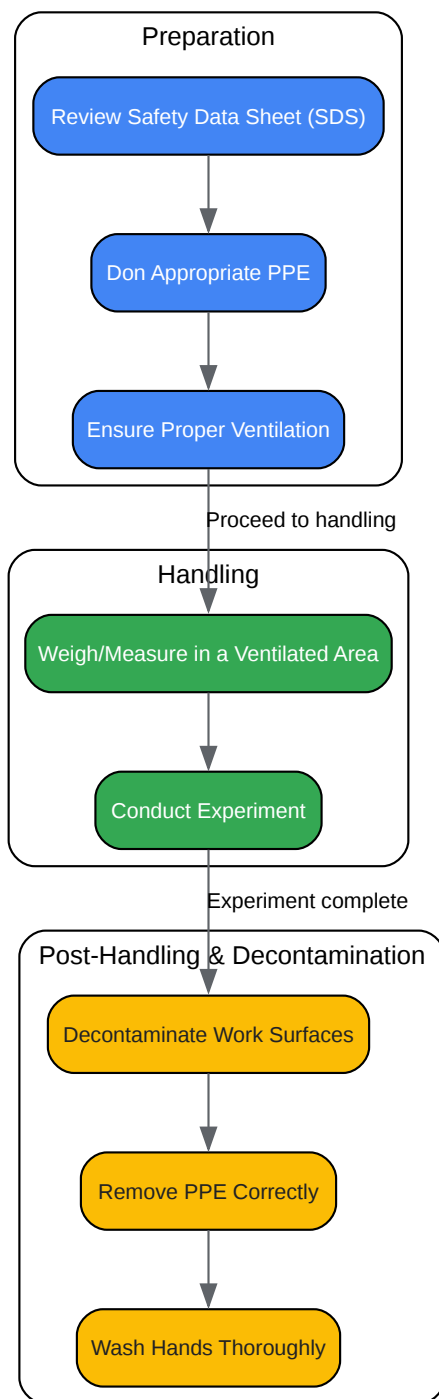 Preparation
Review Safety Data Sheet (SDS)
Don Appropriate PPE
Ensure Proper Ventilation
Proceed to handling
Handling
Weigh/Measure in a Ventilated Area
Conduct Experiment
Experiment complete
Post-Handling & Decontamination
Decontaminate Work Surfaces
Remove PPE Correctly
Wash Hands Thoroughly